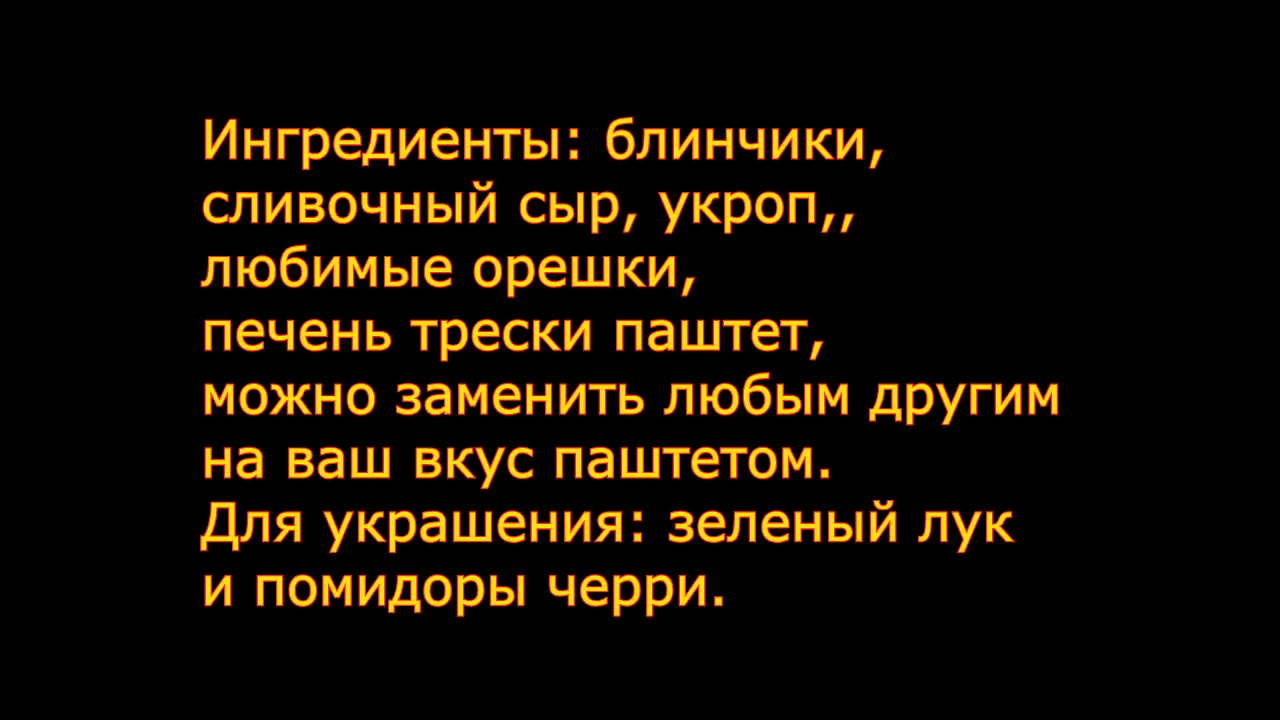 Ингредиенты: блинчики,
сливочный сыр, укроп,,
любимые орешки,
печень трески паштет,
можно заменить любым другим
на ваш вкус паштетом.
Для украшения: зеленый лук
и помидоры черри.